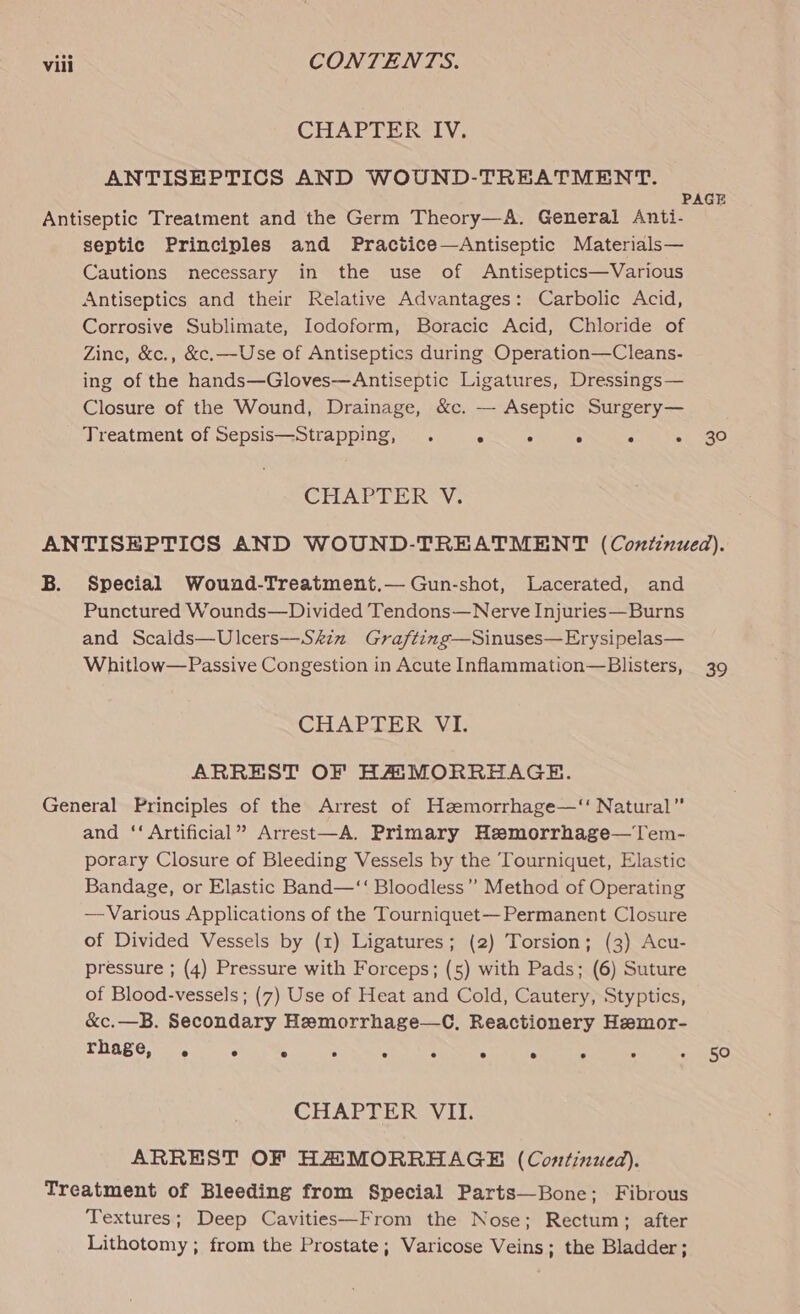 viii CONTENTS.
CHAPTER IV.
ANTISEPTICS AND WOUND-TREATMENT.
PAGE
Antiseptic Treatment and the Germ Theory—A. General Anti-
septic Principles and Practice—Antiseptic Materials—
Cautions necessary in the use of Antiseptics—Various
Antiseptics and their Relative Advantages: Carbolic Acid,
Corrosive Sublimate, Iodoform, Boracic Acid, Chloride of
Zinc, &c., &c.—Use of Antiseptics during Operation—Cleans-
ing of the hands—Gloves—Antiseptic Ligatures, Dressings—
Closure of the Wound, Drainage, &c. — Aseptic Surgery—
Treatment of Sepsis—Strapping, . . . . . . 30
CHAPTER V.
ANTISEPTICS AND WOUND-TREATMENT (Continued).
B. Special Wound-Treatment.—Gun-shot, Lacerated, and
Punctured Wounds—Divided Tendons—Nerve Injuries—Burns
and Scalds—Ulcers—Skin Grafting—Sinuses—Erysipelas—
Whitlow—Passive Congestion in Acute Inflammation—Blisters, 39
CHAPTER VI.
ARREST OF HÆMORRHAGE.
General Principles of the Arrest of Hæmorrhage—‘‘Natural”
and ‘‘Artificial” Arrest—A. Primary Hæmorrhage—Tem-
porary Closure of Bleeding Vessels by the Tourniquet, Elastic
Bandage, or Elastic Band—‘‘Bloodless” Method of Operating
—Various Applications of the Tourniquet—Permanent Closure
of Divided Vessels by (1) Ligatures; (2) Torsion; (3) Acu-
pressure ; (4) Pressure with Forceps; (5) with Pads; (6) Suture
of Blood-vessels; (7) Use of Heat and Cold, Cautery, Styptics,
&c.—B. Secondary Hæmorrhage—C. Reactionery Hæmor-
rhage, . . . . . . . . . . . 50
CHAPTER VII.
ARREST OF HÆMORRHAGE (Continued).
Treatment of Bleeding from Special Parts—Bone; Fibrous
Textures; Deep Cavities—From the Nose; Rectum; after
Lithotomy; from the Prostate; Varicose Veins; the Bladder;